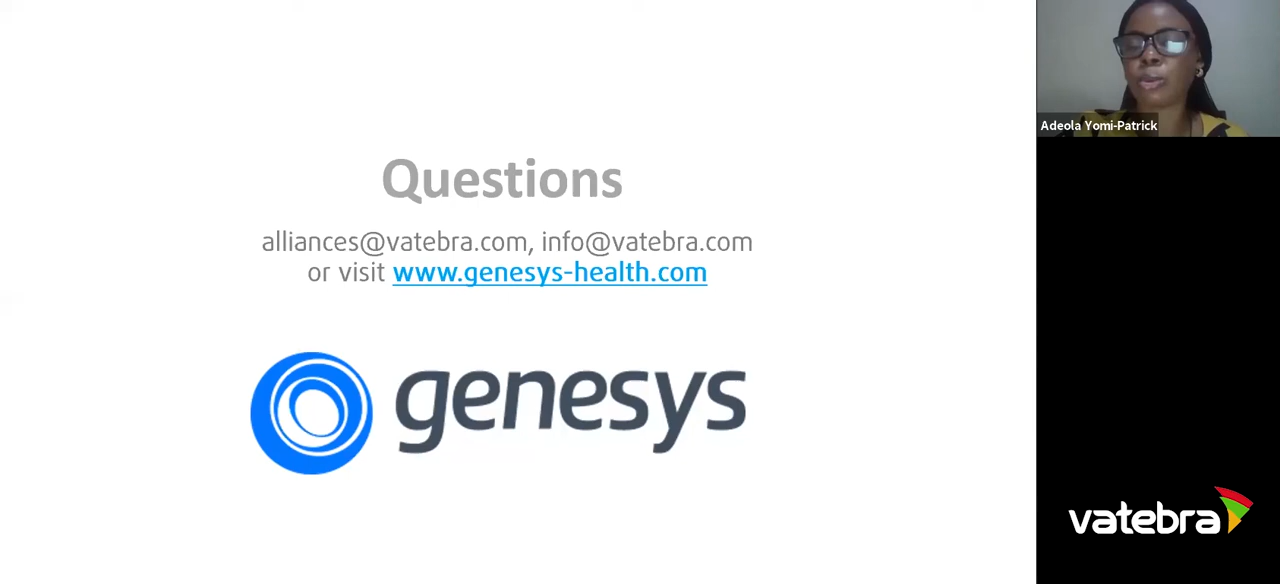 Questions
alliances@vatebra.com, info@vatebra.com
or visit www.genesys-health.com
genesys
Adeola Yomi-Patrick
vatebra